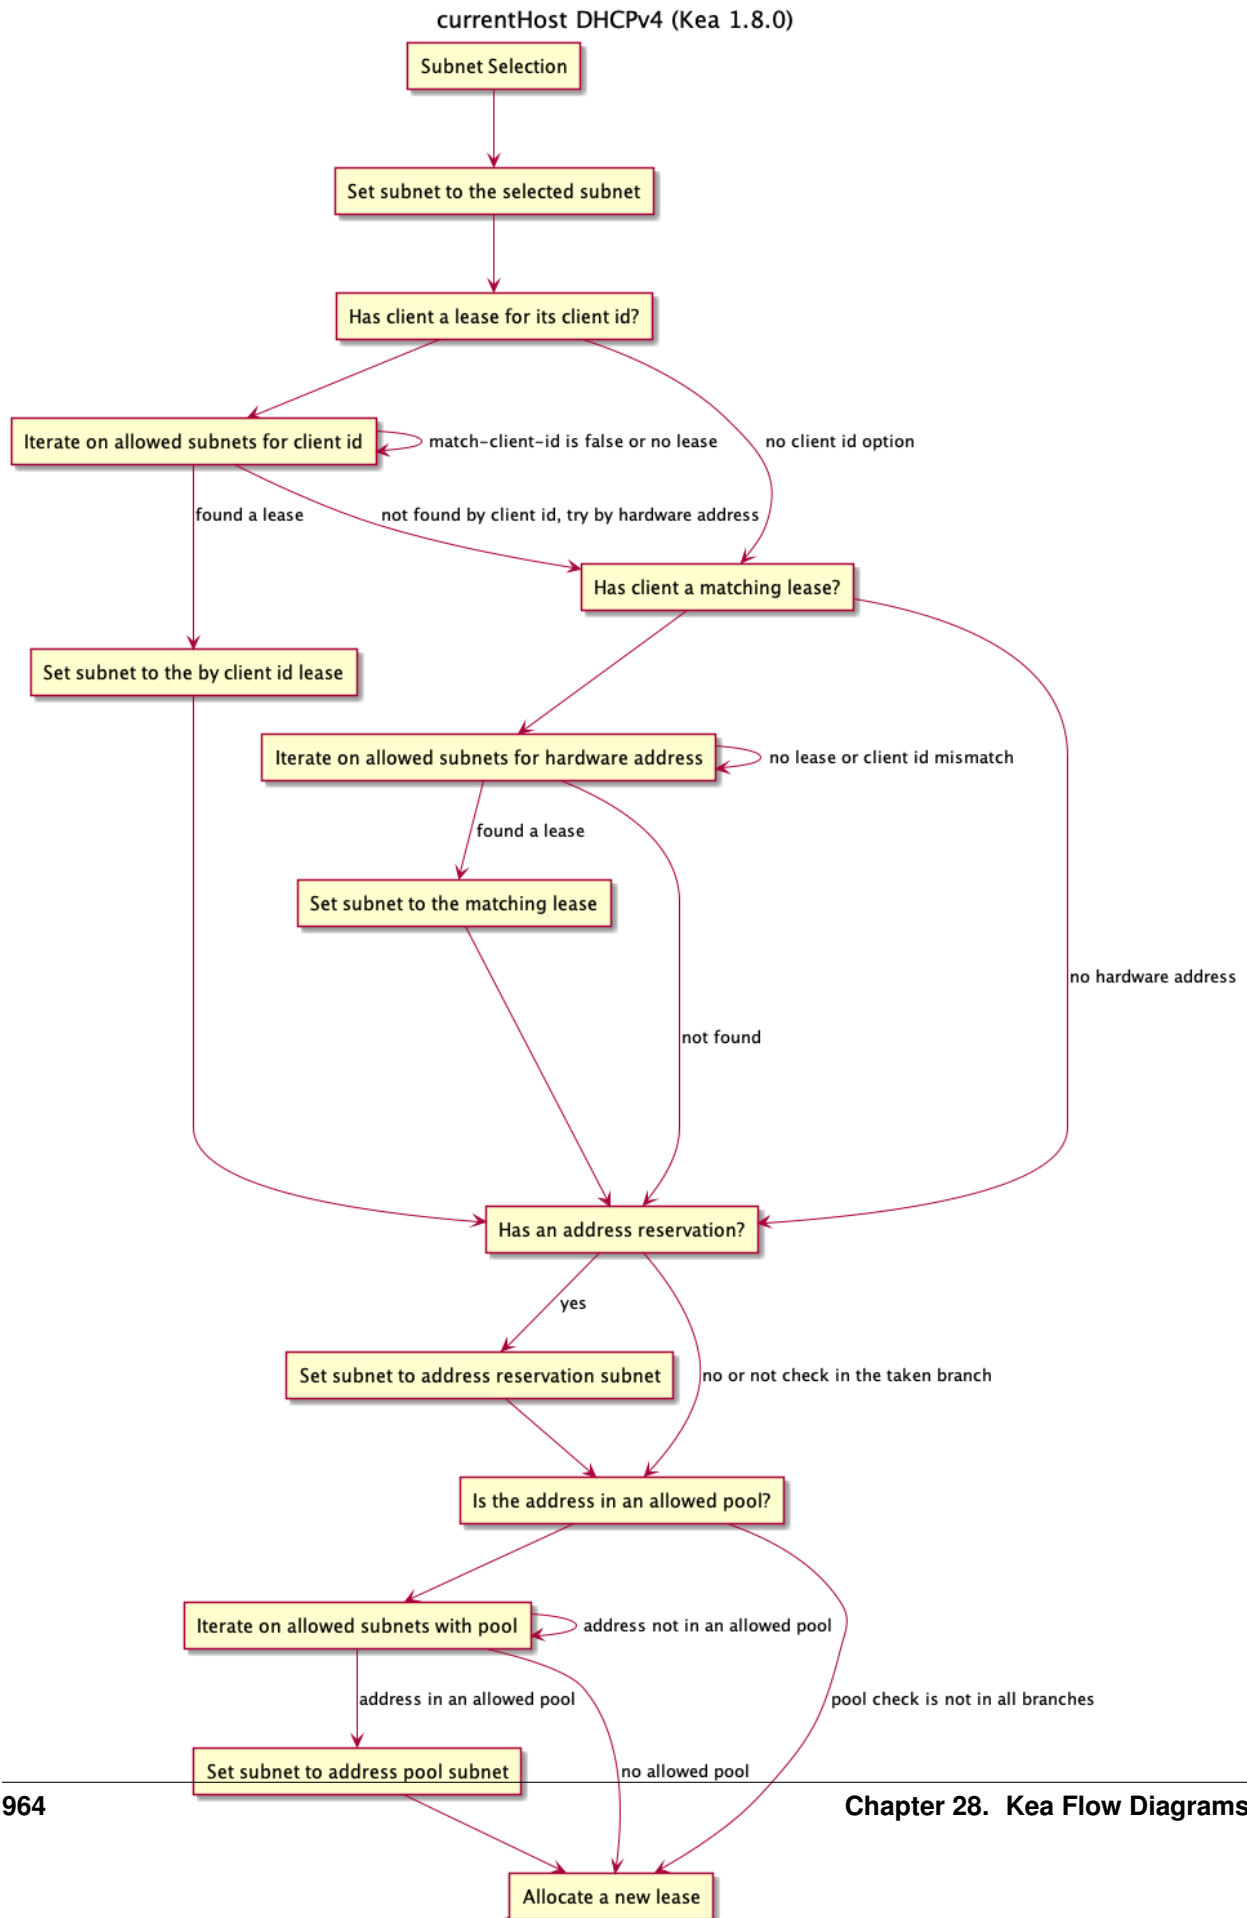 currentHost DHCPv4 (Kea 1.8.0)
Subnet Selection
Set subnet to the selected subnet
Has client a lease for its client id?
Iterate on allowed subnets for client id
match-client-id is false or no lease
no client id option
found a lease
not found by client id, try by hardware address
Has client a matching lease?
Set subnet to the by client id lease
Iterate on allowed subnets for hardware address
no lease or client id mismatch
found a lease
Set subnet to the matching lease
no hardware address
not found
Has an address reservation?
yes
Set subnet to address reservation subnet
no or not check in the taken branch
Is the address in an allowed pool?
Iterate on allowed subnets with pool
address not in an allowed pool
address in an allowed pool
pool check is not in all branches
Set subnet to address pool subnet
no allowed pool
964
Chapter 28. Kea Flow Diagrams
Allocate a new lease